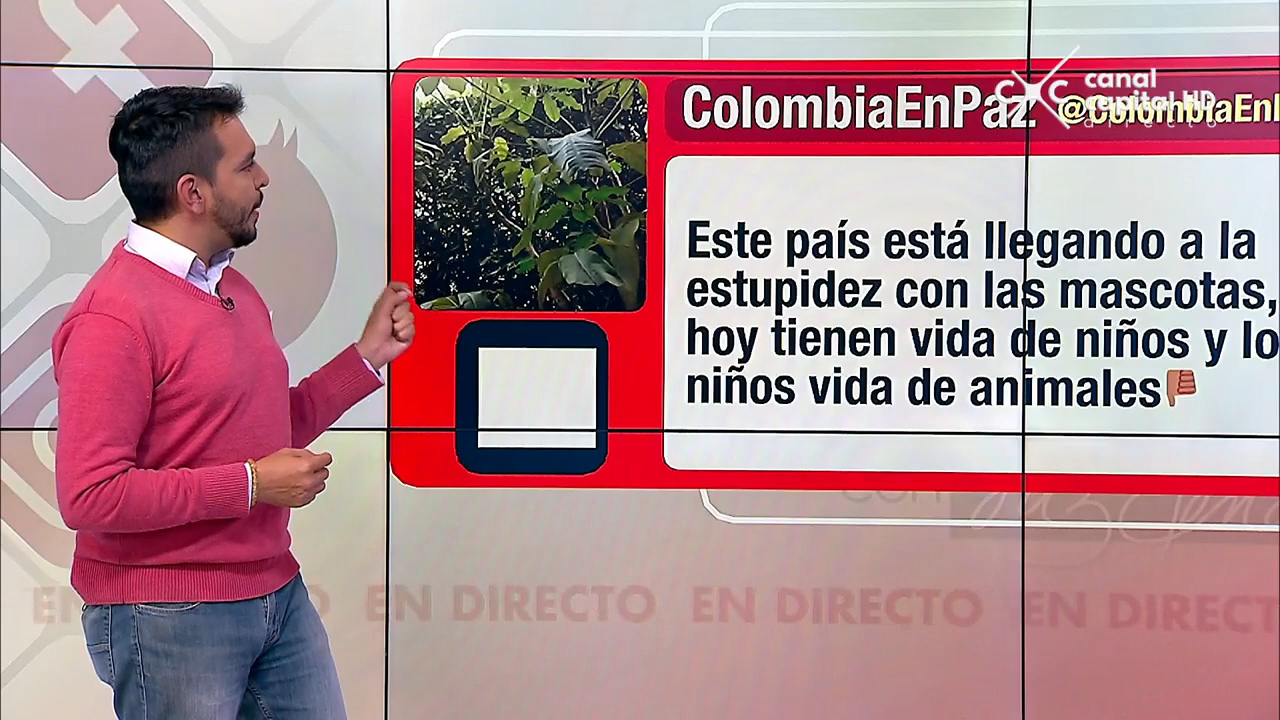 canal
capital HD
directo
ColombiaEnPaz @ColombiaEn
Este país está llegando a la
estupidez con las mascotas,
hoy tienen vida de niños y lo
niños vida de animales
con
EN DIRECTO EN DIRECTO EN DIRECT